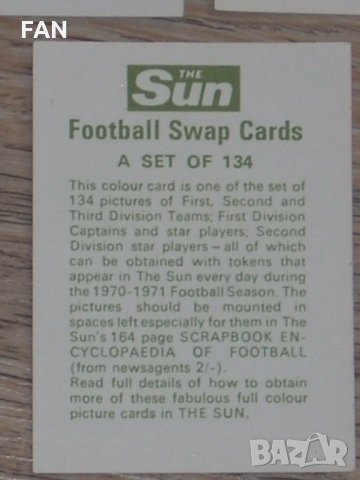 FAN
THE
Sun
Football Swap Cards
A SET OF 134
This colour card is one of the set of
134 pictures of First, Second and
Third Division Teams; First Division
Captains and star players; Second
Division star players – all of which
can be obtained with tokens that
appear in The Sun every day during
the 1970-1971 Football Season. The
pictures should be mounted in
spaces left especially for them in The
Sun's 164 page SCRAPBOOK EN-
CYCLOPAEDIA OF FOOTBALL
(from newsagents 2/-).
Read full details of how to obtain
more of these fabulous full colour
picture cards in THE SUN.
bazar